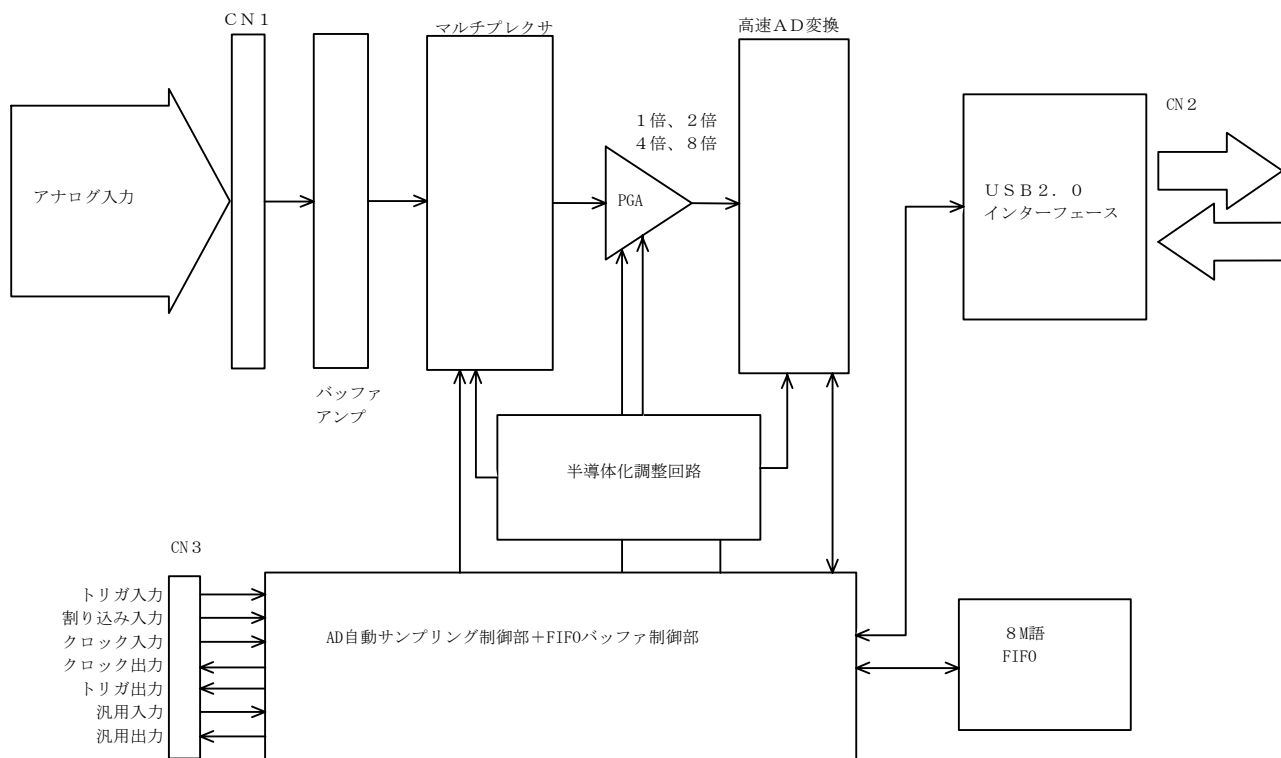 CN1
マルチプレクサ
高速AD変換
CN2
1倍、2倍
4倍、8倍
アナログ入力
PGA
USB2.0
インターフェース
バッファ
アンプ
半導体化調整回路
CN3
トリガ入力
割り込み入力
クロック入力
クロック出力
トリガ出力
汎用入力
汎用出力
AD自動サンプリング制御部+FIFOバッファ制御部
8M語
FIFO